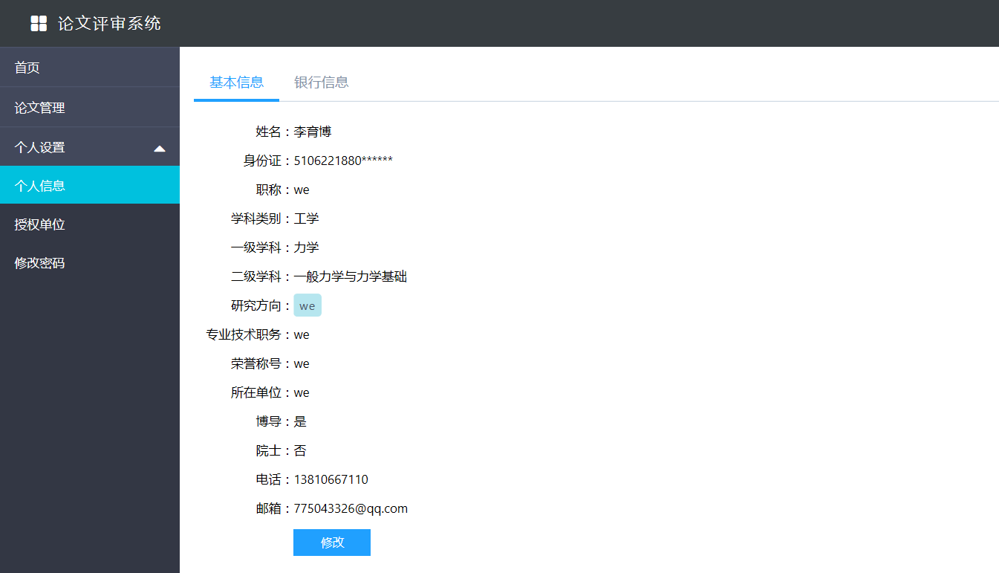 论文评审系统
首页
论文管理
个人设置
个人信息
授权单位
修改密码
基本信息 银行信息
姓名：李育博
身份证：5106221880******
职称：we
学科类别：工学
一级学科：力学
二级学科：一般力学与力学基础
研究方向：we
专业技术职务：we
荣誉称号：we
所在单位：we
博导：是
院士：否
电话：13810667110
邮箱：775043326@qq.com
修改